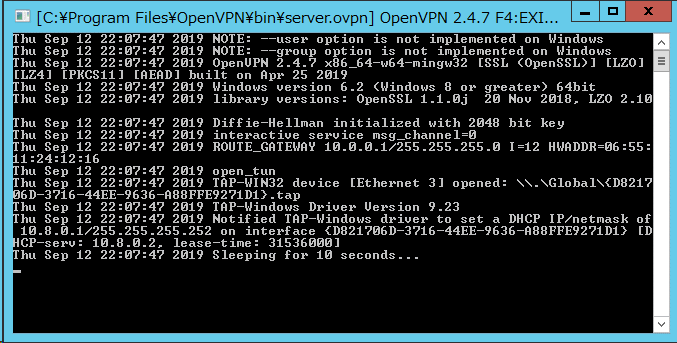 [C:¥Program Files¥OpenVPN¥bin¥server.ovpn] OpenVPN 2.4.7 F4:EXI...
Thu Sep 12 22:07:47 2019 NOTE: --user option is not implemented on Windows
Thu Sep 12 22:07:47 2019 NOTE: --group option is not implemented on Windows
Thu Sep 12 22:07:47 2019 OpenVPN 2.4.7 x86_64-w64-mingw32 [SSL (OpenSSL)] [LZO]
[LZ4] [PKCS11] [AEAD] built on Apr 25 2019
Thu Sep 12 22:07:47 2019 Windows version 6.2 (Windows 8 or greater) 64bit
Thu Sep 12 22:07:47 2019 library versions: OpenSSL 1.1.0j  20 Nov 2018, LZO 2.10
Thu Sep 12 22:07:47 2019 Diffie-Hellman initialized with 2048 bit key
Thu Sep 12 22:07:47 2019 interactive service msg_channel=0
Thu Sep 12 22:07:47 2019 ROUTE_GATEWAY 10.0.0.1/255.255.255.0 I=12 HWADDR=06:55:
11:24:12:16
Thu Sep 12 22:07:47 2019 open_tun
Thu Sep 12 22:07:47 2019 TAP-WIN32 device [Ethernet 3] opened: \\.\Global\{D8217
06D-3716-44EE-9636-A88FFE9271D1}.tap
Thu Sep 12 22:07:47 2019 TAP-Windows Driver Version 9.23
Thu Sep 12 22:07:47 2019 Notified TAP-Windows driver to set a DHCP IP/netmask of
 10.8.0.1/255.255.255.252 on interface {D821706D-3716-44EE-9636-A88FFE9271D1} [D
HCP-serv: 10.8.0.2, lease-time: 31536000]
Thu Sep 12 22:07:47 2019 Sleeping for 10 seconds...